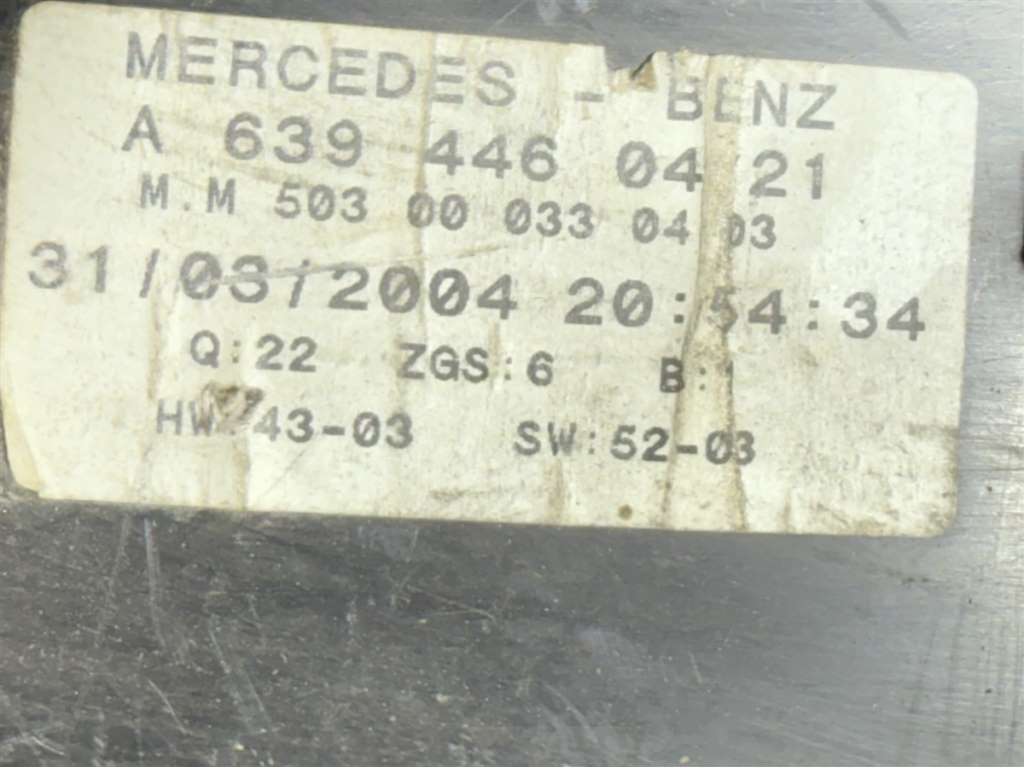 MERCEDES - BENZ
A 639 446 04 21
M.M 503 00 033 04 03
31/03/2004 20:54:34
Q:22 ZGS:6 B:1
HW:43-03 SW:52-03